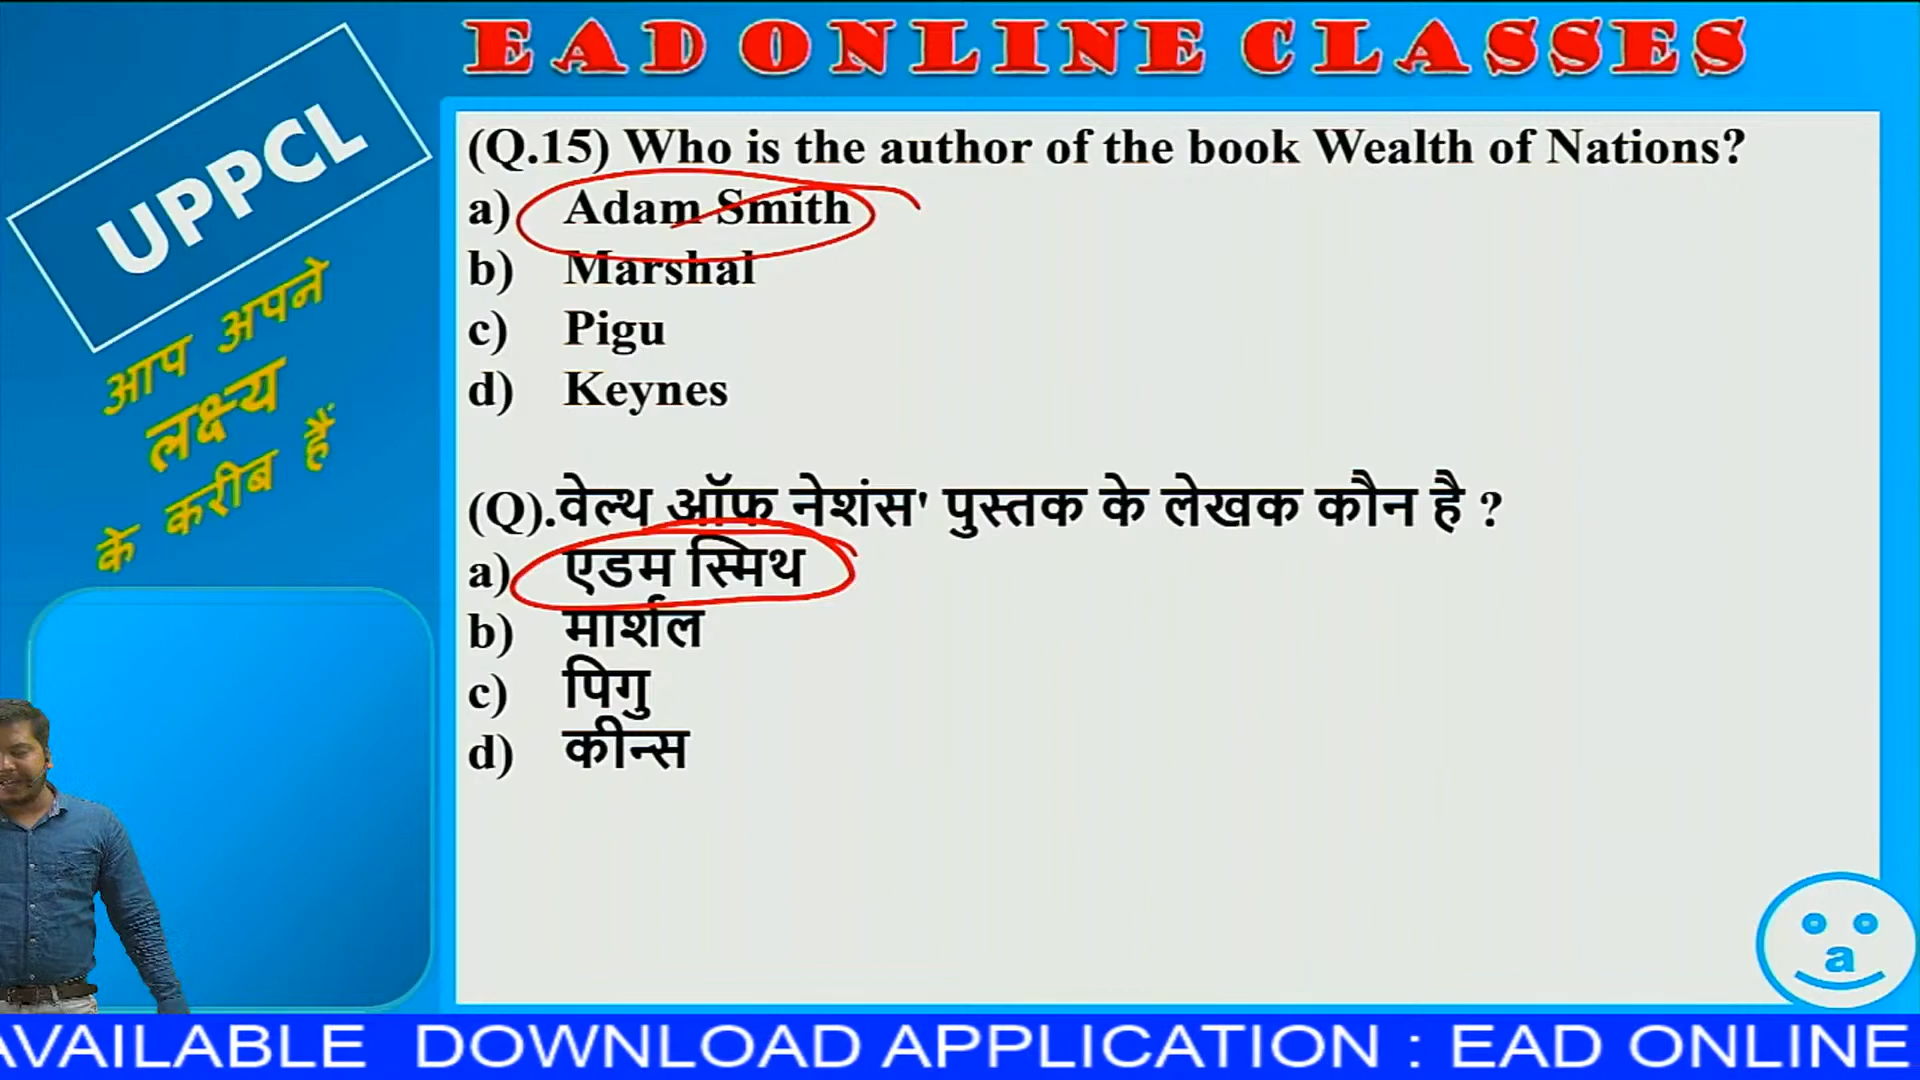 EAD ONLINE CLASSES
UPPCL
आप अपने
लक्ष्य
के करीब हैं
(Q.15) Who is the author of the book Wealth of Nations?
a) Adam Smith
b) Marshal
c) Pigu
d) Keynes
(Q).वेल्थ ऑफ नेशंस' पुस्तक के लेखक कौन है ?
a) एडम स्मिथ
b) मार्शल
c) पिगु
d) कीन्स
a
AVAILABLE DOWNLOAD APPLICATION : EAD ONLINE